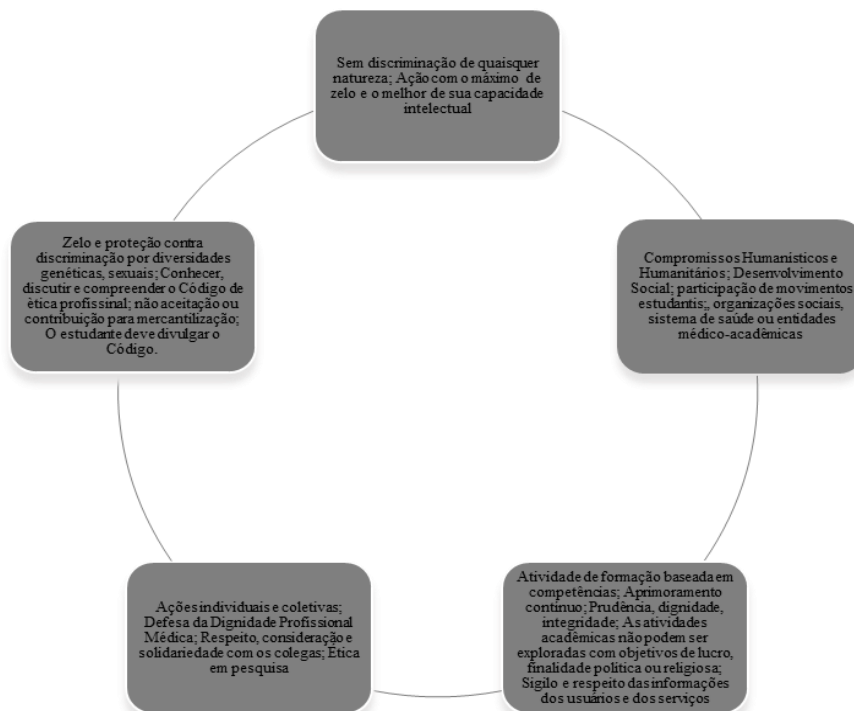 Sem discriminação de quaisquer
natureza; Ação com o máximo de
zelo e o melhor de sua capacidade
intelectual
Compromissos Humanísticos e
Humanitários; Desenvolvimento
Social; participação de movimentos
estudantis;, organizações sociais,
sistema de saúde ou entidades
médico-acadêmicas
Atividade de formação baseada em
competências; Aprimoramento
contínuo; Prudência, dignidade,
integridade; As atividades
acadêmicas não podem ser
exploradas com objetivos de lucro,
finalidade política ou religiosa;
Sigilo e respeito das informações
dos usuários e dos serviços
Ações individuais e coletivas;
Defesa da Dignidade Profissional
Médica; Respeito, consideração e
solidariedade com os colegas; Ética
em pesquisa
Zelo e proteção contra
discriminação por diversidades
genéticas, sexuais; Conhecer,
discutir e compreender o Código de
ètica profissinal; não aceitação ou
contribuição para mercantilização;
O estudante deve divulgar o
Código.